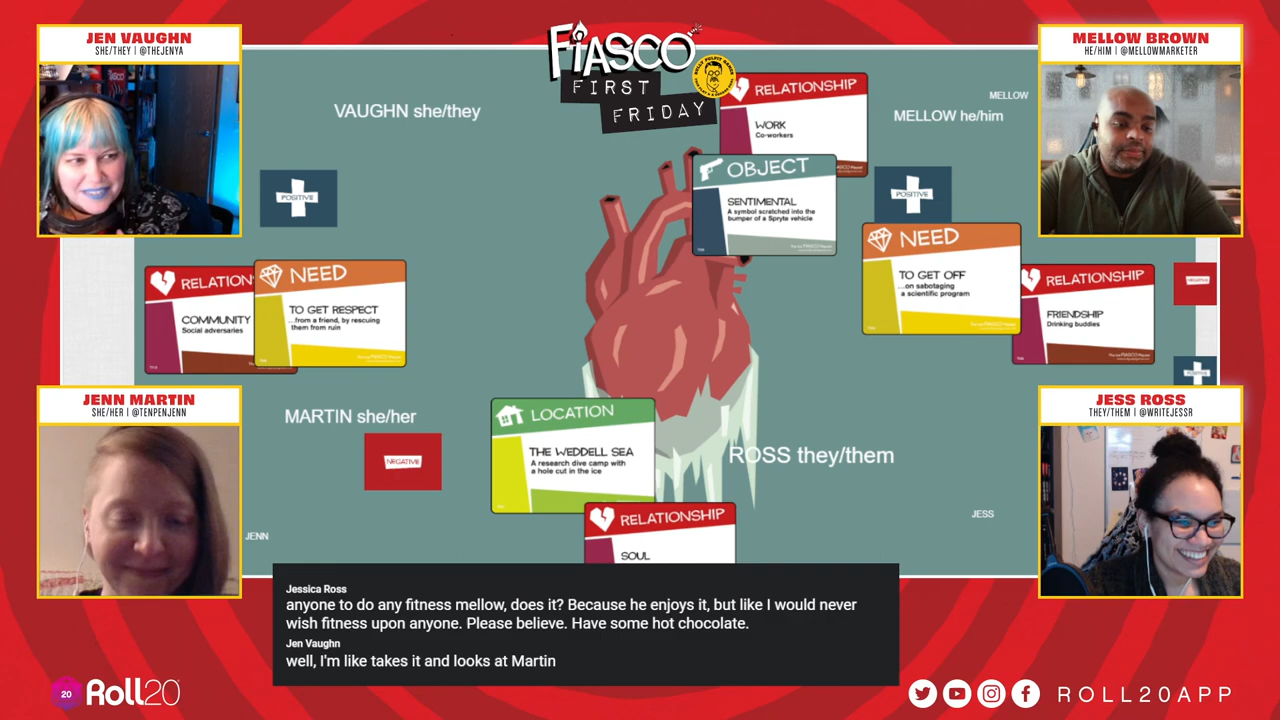 JEN VAUGHN
SHE/THEY | @THEJENYA
FIASCO
FIRST
FRIDAY
MELLOW BROWN
HE/HIM | @MELLOWMARKETER
VAUGHN she/they
MELLOW
MELLOW he/him
RELATIONSHIP
WORK
Co-workers
OBJECT
SENTIMENTAL
A symbol scratched into the
bumper of a Spryte vehicle
POSITIVE
POSITIVE
RELATION
COMMUNITY
Social adversaries
NEED
TO GET RESPECT
...from a friend, by rescuing
them from ruin
NEED
TO GET OFF
...on sabotaging
a scientific program
RELATIONSHIP
FRIENDSHIP
Drinking buddies
NEGATIVE
POSITIVE
JENN MARTIN
SHE/HER | @TENPENJENN
JESS ROSS
THEY/THEM | @WRITEJESSR
MARTIN she/her
NEGATIVE
LOCATION
THE WEDDELL SEA
A research dive camp with
a hole cut in the ice
ROSS they/them
RELATIONSHIP
SOUL
JENN
JESS
Jessica Ross
anyone to do any fitness mellow, does it? Because he enjoys it, but like I would never
wish fitness upon anyone. Please believe. Have some hot chocolate.
Jen Vaughn
well, I'm like takes it and looks at Martin
20
Roll20
ROLL20APP